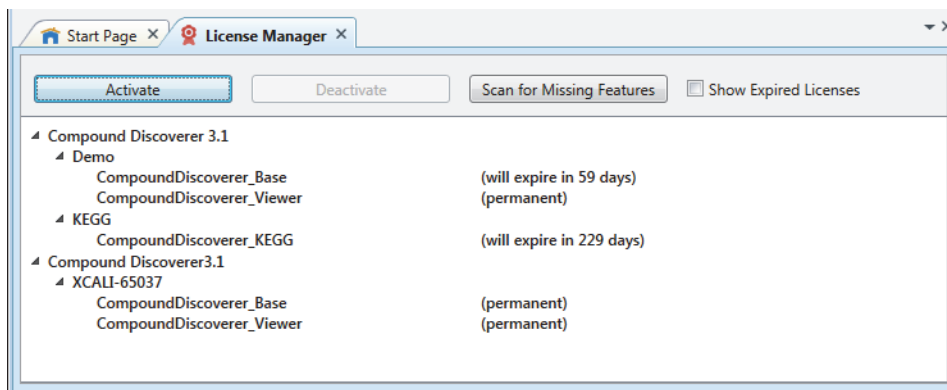 Start Page License Manager
Activate Deactivate Scan for Missing Features Show Expired Licenses
Compound Discoverer 3.1
Demo
CompoundDiscoverer_Base (will expire in 59 days)
CompoundDiscoverer_Viewer (permanent)
KEGG
CompoundDiscoverer_KEGG (will expire in 229 days)
Compound Discoverer3.1
XCALI-65037
CompoundDiscoverer_Base (permanent)
CompoundDiscoverer_Viewer (permanent)